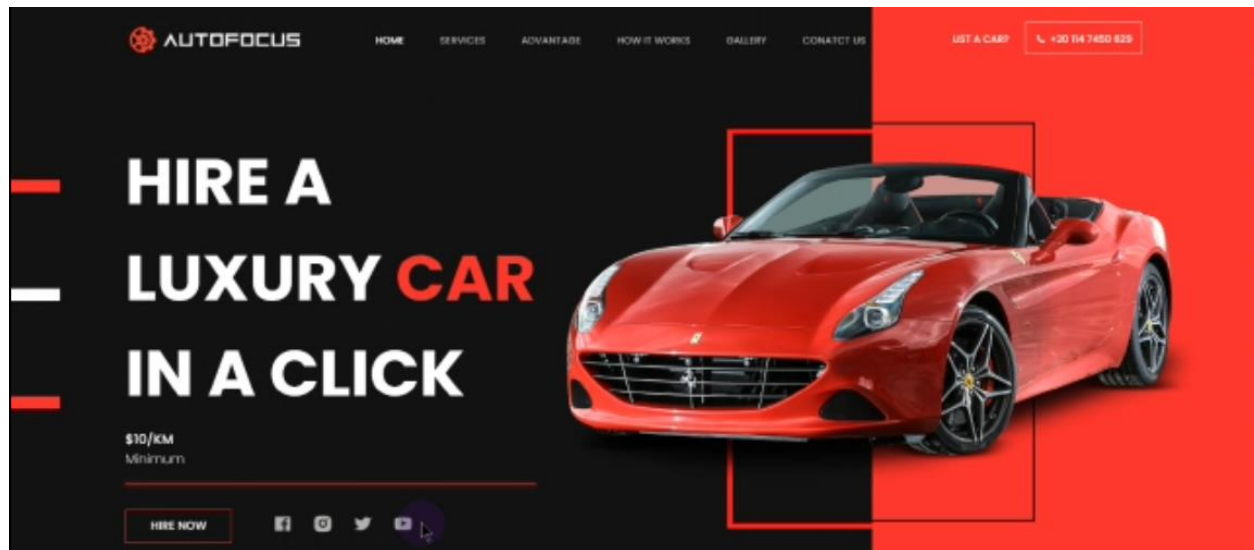 AUTOFOCUS
HOME SERVICES ADVANTAGE HOW IT WORKS GALLERY CONATCT US LIST A CAR? +20 114 7450 629
HIRE A
LUXURY CAR
IN A CLICK
$10/KM
Minimum
HIRE NOW